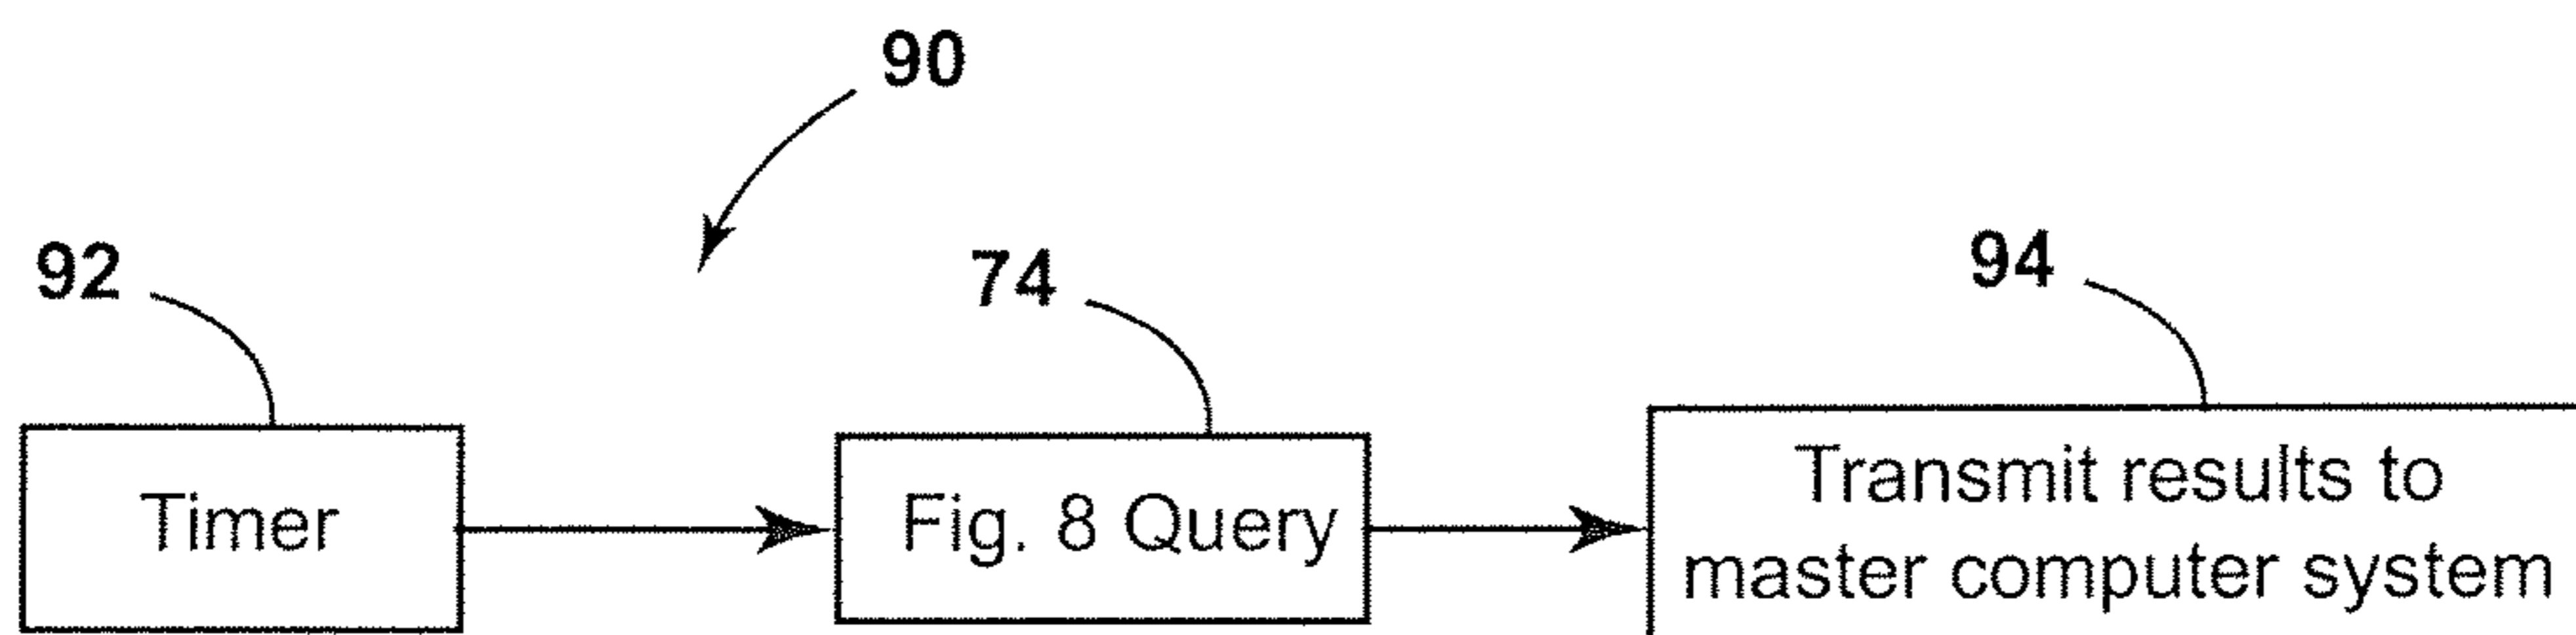 90
92
74
94
Timer
Fig. 8 Query
Transmit results to
master computer system